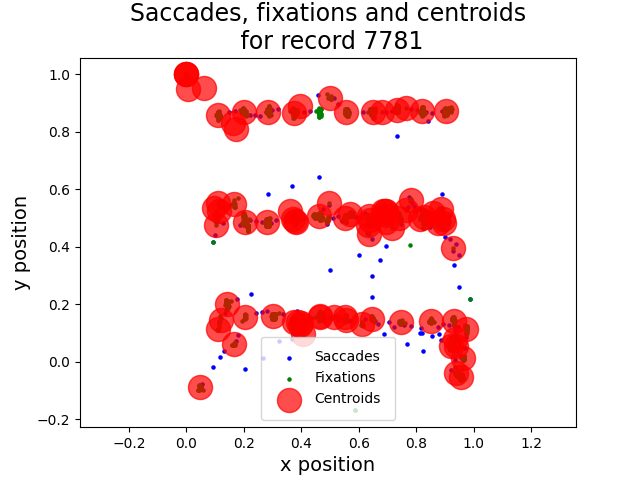 Saccades, fixations and centroids
for record 7781
y position
1.0
0.8
0.6
0.4
0.2
0.0
−0.2
Saccades
Fixations
Centroids
−0.2 0.0 0.2 0.4 0.6 0.8 1.0 1.2
x position